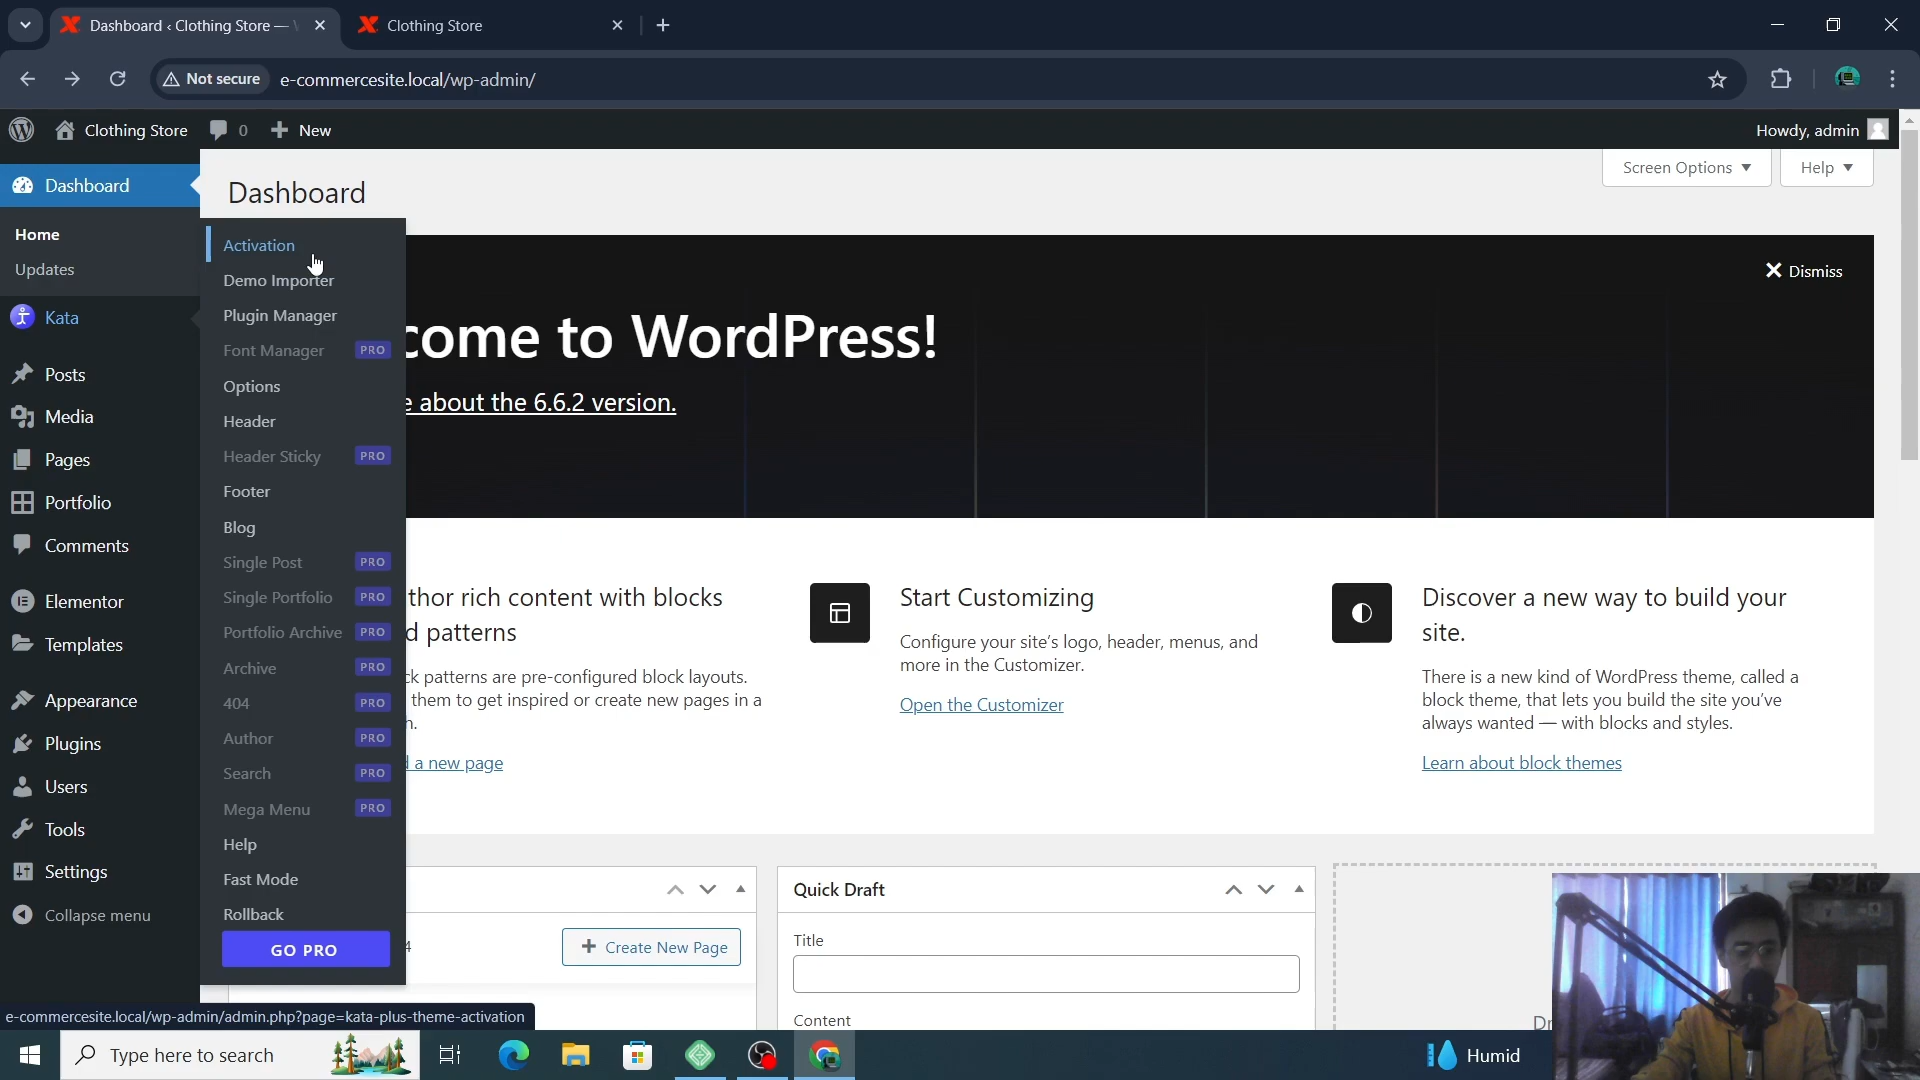 Dashboard ‹ Clothing Store —
Clothing Store
Not secure
e-commercesite.local/wp-admin/
Clothing Store
0
New
Howdy, admin
Dashboard
Home
Updates
Kata
Posts
Media
Pages
Portfolio
Comments
Elementor
Templates
Appearance
Plugins
Users
Tools
Settings
Collapse menu
Activation
Demo Importer
Plugin Manager
Font Manager PRO
Options
Header
Header Sticky PRO
Footer
Blog
Single Post PRO
Single Portfolio PRO
Portfolio Archive PRO
Archive PRO
404 PRO
Author PRO
Search PRO
Mega Menu PRO
Help
Fast Mode
Rollback
GO PRO
Dashboard
Screen Options
Help
Dismiss
come to WordPress!
about the 6.6.2 version.
thor rich content with blocks
d patterns
ck patterns are pre-configured block layouts.
them to get inspired or create new pages in a
n.
a new page
Start Customizing
Configure your site's logo, header, menus, and
more in the Customizer.
Open the Customizer
Discover a new way to build your
site.
There is a new kind of WordPress theme, called a
block theme, that lets you build the site you've
always wanted — with blocks and styles.
Learn about block themes
4
Create New Page
Quick Draft
Title
Content
Dr
e-commercesite.local/wp-admin/admin.php?page=kata-plus-theme-activation
Type here to search
Humid